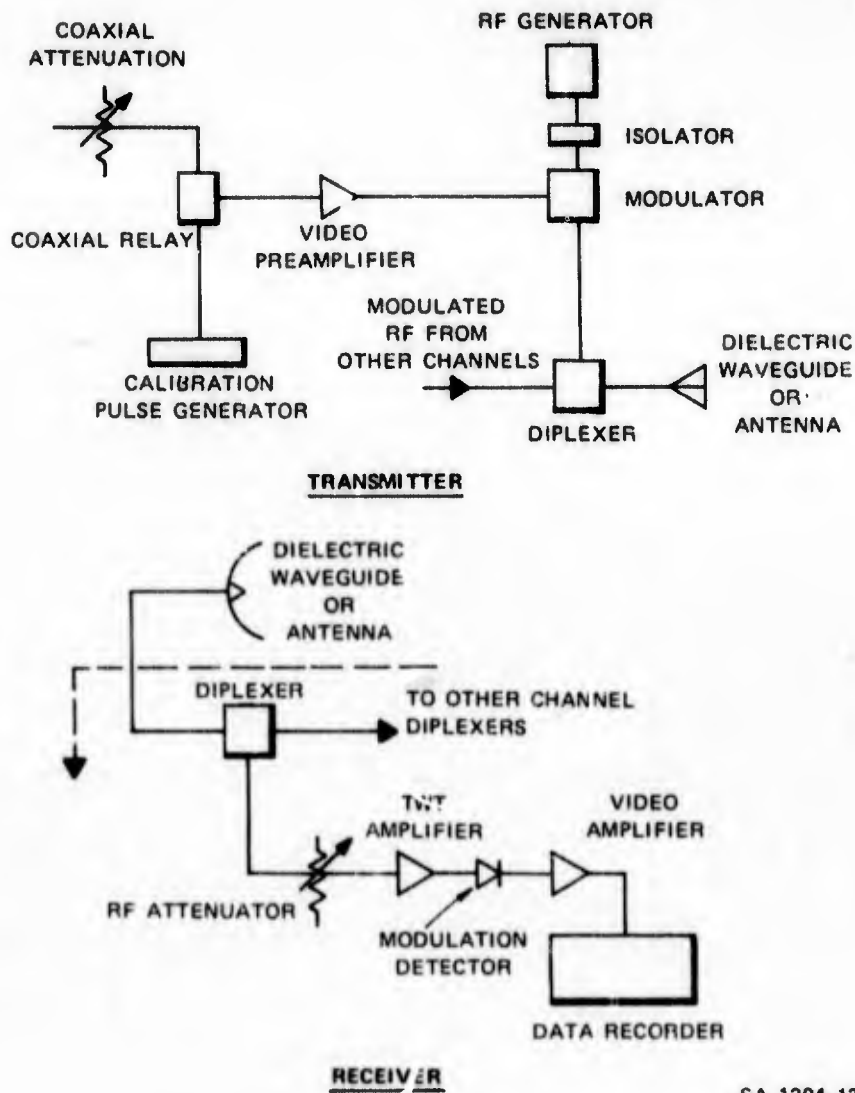 COAXIAL
ATTENUATION
RF GENERATOR
ISOLATOR
MODULATOR
COAXIAL RELAY
VIDEO
PREAMPLIFIER
MODULATED
RF FROM
OTHER CHANNELS
DIELECTRIC
WAVEGUIDE
OR
ANTENNA
CALIBRATION
PULSE GENERATOR
DIPLEXER
TRANSMITTER
DIELECTRIC
WAVEGUIDE
OR
ANTENNA
DIPLEXER
TO OTHER CHANNEL
DIPLEXERS
TWT
AMPLIFIER
VIDEO
AMPLIFIER
RF ATTENUATOR
MODULATION
DETECTOR
DATA RECORDER
RECEIVER